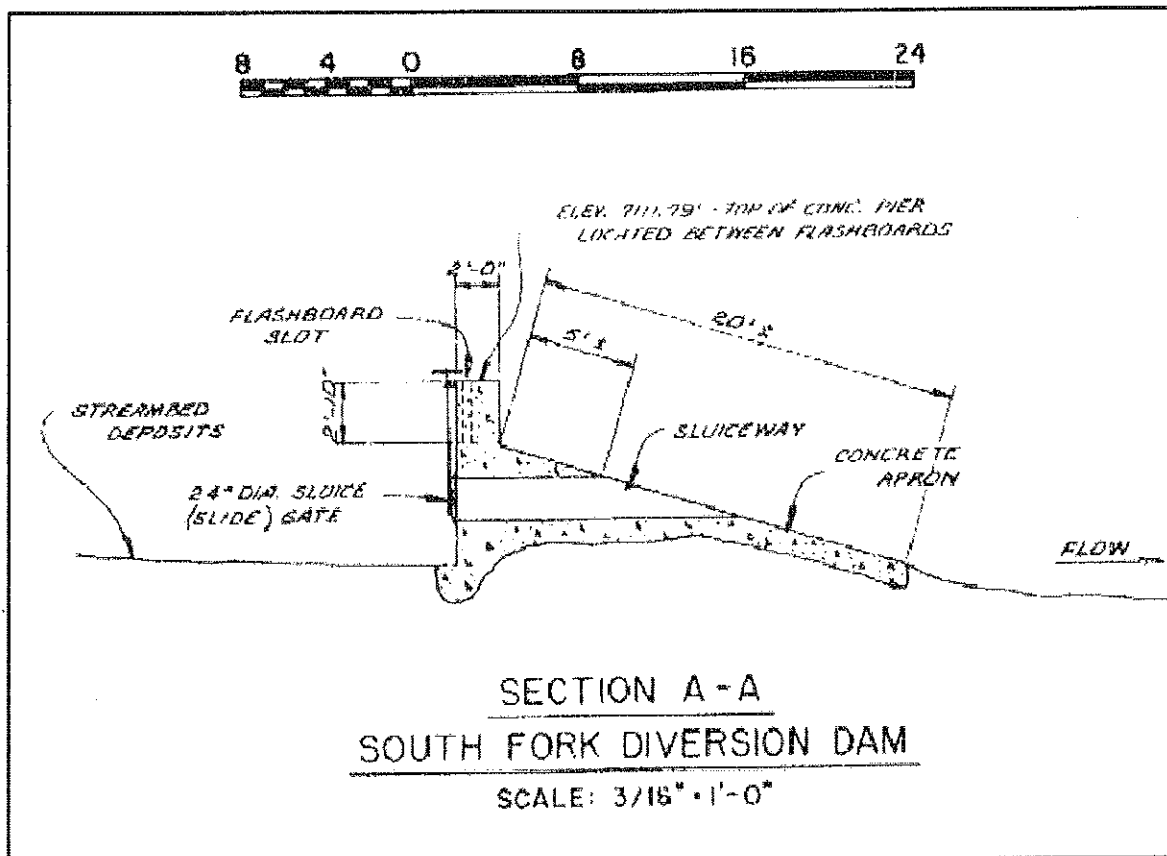 8 4 0 8 16 24
ELEV. 7111.79' - TOP OF CONC. PIER
LOCATED BETWEEN FLASHBOARDS
2'-0"
FLASHBOARD
SLOT
20'±
5'±
2'-10"
STREAMBED
DEPOSITS
SLUICEWAY
CONCRETE
APRON
24" DIA. SLUICE
(SLIDE) GATE
FLOW
SECTION A-A
SOUTH FORK DIVERSION DAM
SCALE: 3/16" = 1'-0"